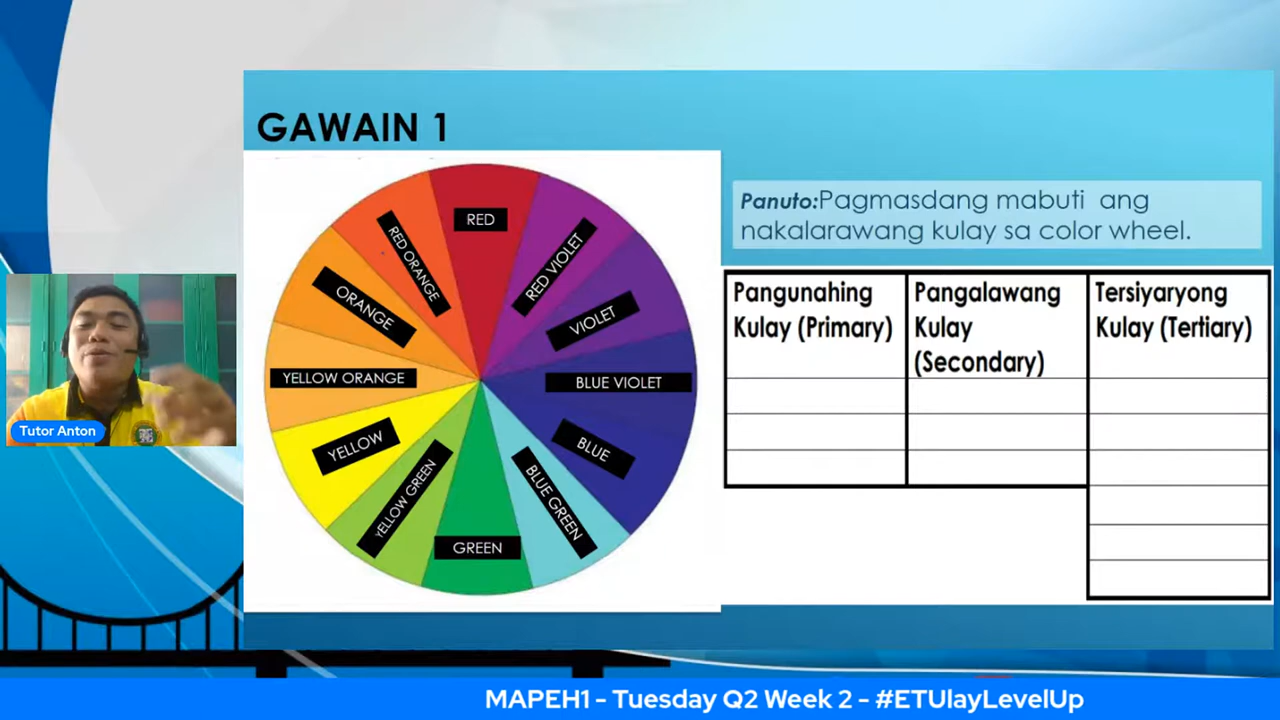 GAWAIN 1
RED
RED ORANGE
RED VIOLET
ORANGE
VIOLET
YELLOW ORANGE
BLUE VIOLET
YELLOW
BLUE
YELLOW GREEN
BLUE GREEN
GREEN
Panuto:Pagmasdang mabuti ang
nakalarawang kulay sa color wheel.
Pangunahing
Kulay (Primary)
Pangalawang
Kulay
(Secondary)
Tersiyaryong
Kulay (Tertiary)
Tutor Anton
MAPEH1 - Tuesday Q2 Week 2 - #ETUlayLevelUp